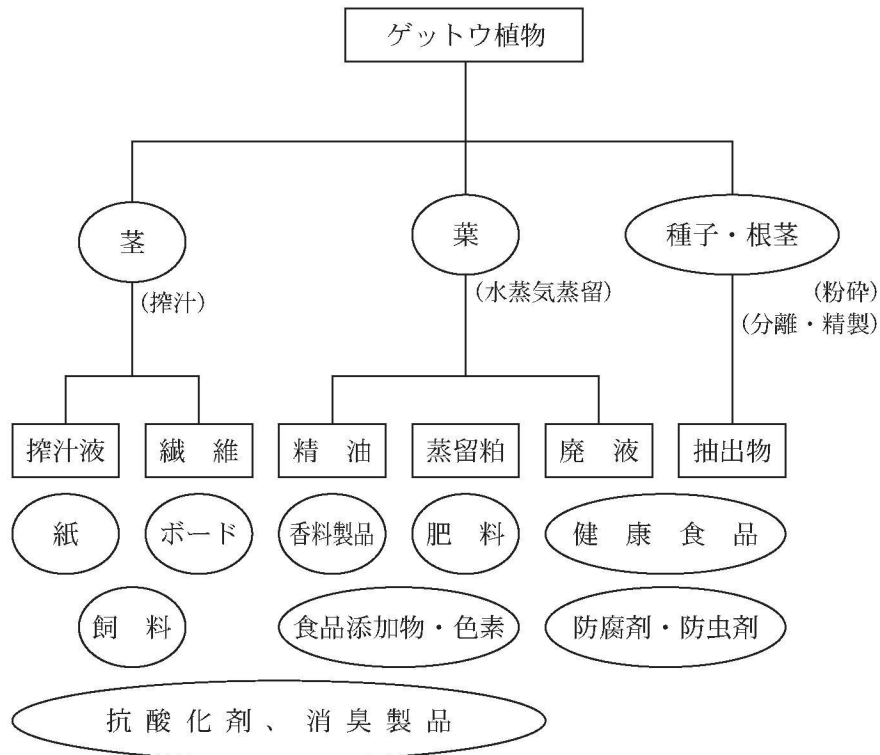 ゲットウ植物
茎
葉
種子・根茎
(搾汁)
(水蒸気蒸留)
(粉砕)
(分離・精製)
搾汁液
繊　維
精　油
蒸留粕
廃　液
抽出物
紙
ボード
香料製品
肥　料
健　康　食　品
飼　料
食品添加物・色素
防腐剤・防虫剤
抗 酸 化 剤 、 消 臭 製 品